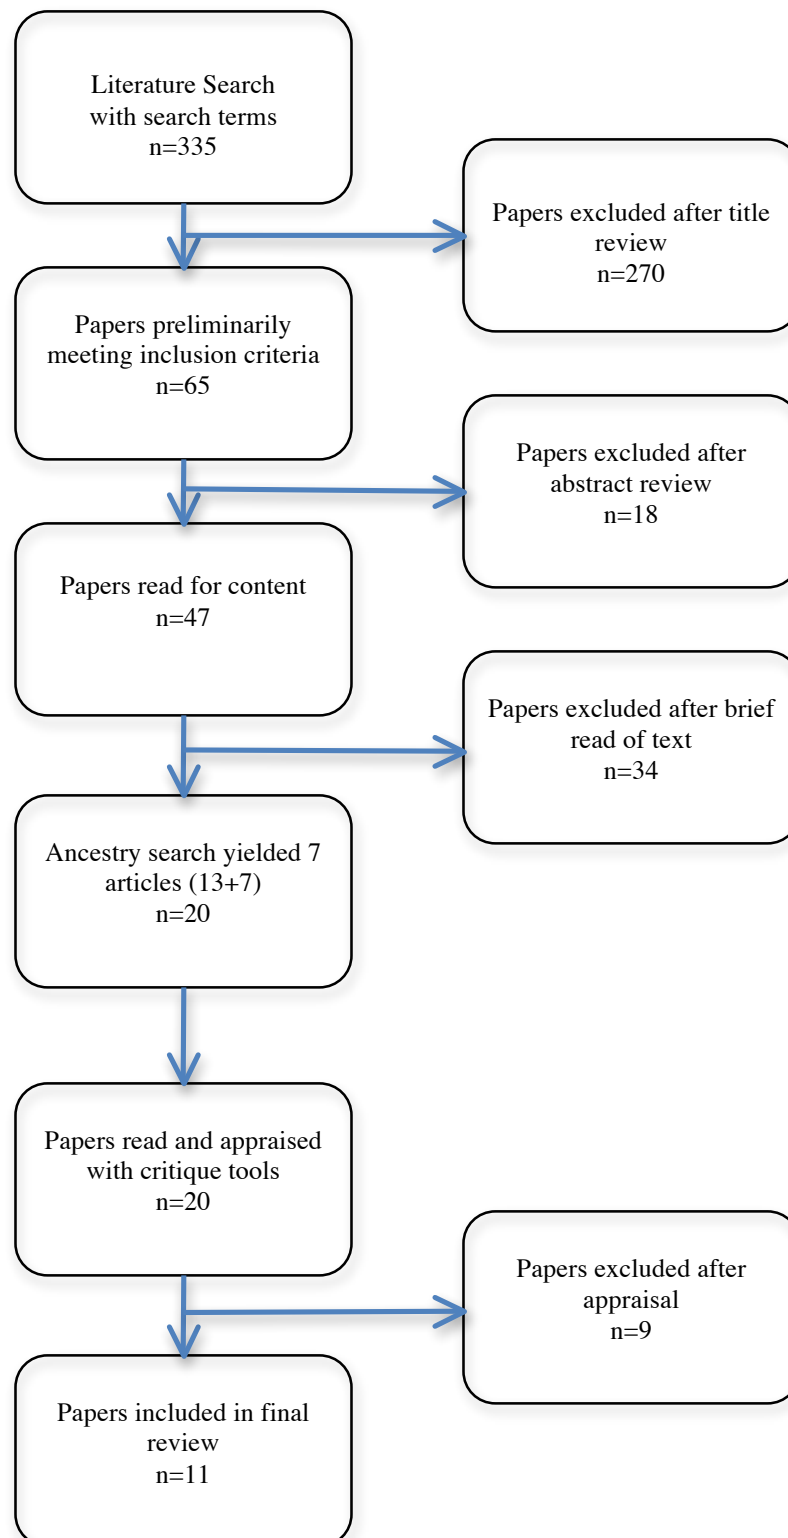 Literature Search
with search terms
n=335
Papers excluded after title
review
n=270
Papers preliminarily
meeting inclusion criteria
n=65
Papers excluded after
abstract review
n=18
Papers read for content
n=47
Papers excluded after brief
read of text
n=34
Ancestry search yielded 7
articles (13+7)
n=20
Papers read and appraised
with critique tools
n=20
Papers excluded after
appraisal
n=9
Papers included in final
review
n=11